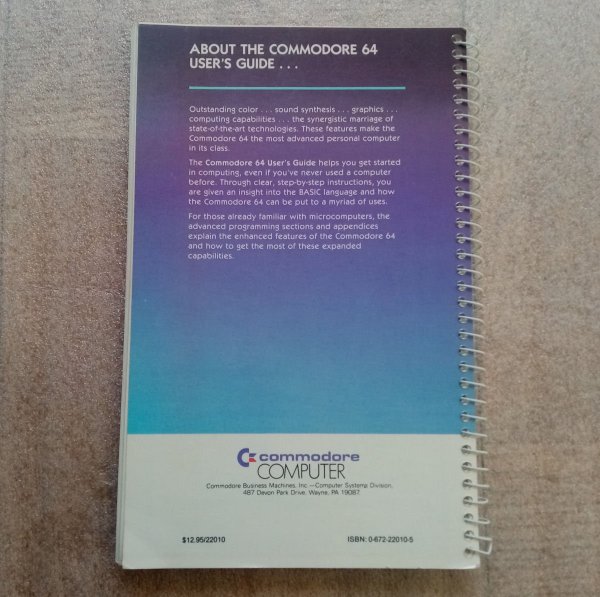 ABOUT THE COMMODORE 64
USER'S GUIDE . . .
Outstanding color . . . sound synthesis . . . graphics . . .
computing capabilities . . . the synergistic marriage of
state-of-the-art technologies. These features make the
Commodore 64 the most advanced personal computer
in its class.
The Commodore 64 User's Guide helps you get started
in computing, even if you've never used a computer
before. Through clear, step-by-step instructions, you
are given an insight into the BASIC language and how
the Commodore 64 can be put to a myriad of uses.
For those already familiar with microcomputers, the
advanced programming sections and appendices
explain the enhanced features of the Commodore 64
and how to get the most of these expanded
capabilities.
commodore
COMPUTER
Commodore Business Machines, Inc.—Computer Systems Division,
487 Devon Park Drive, Wayne, PA 19087.
$12.95/22010
ISBN: 0-672-22010-5